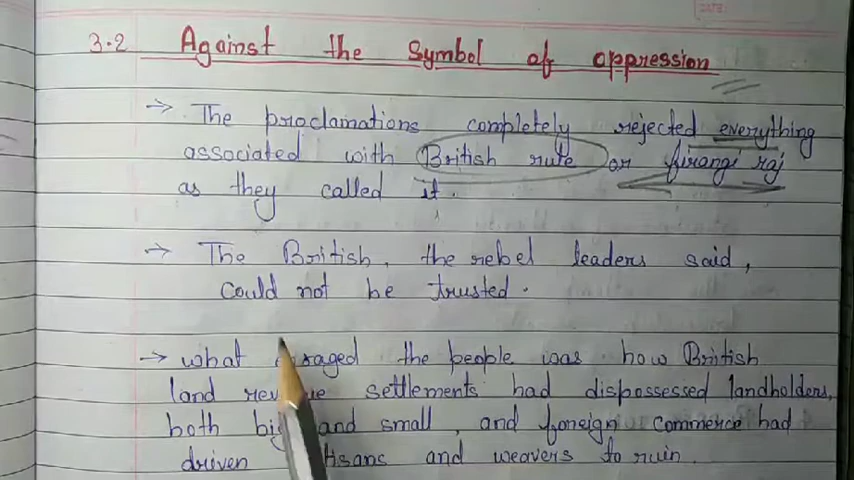 3.2 Against the Symbol of oppression
→ The proclamations completely rejected everything
associated with British rule or firangi raj
as they called it.
→ The British, the rebel leaders said,
could not be trusted.
→ what the people was how British
land settlements had dispossessed landholders,
both and small, and foreign commerce had
driven and weavers to ruin.